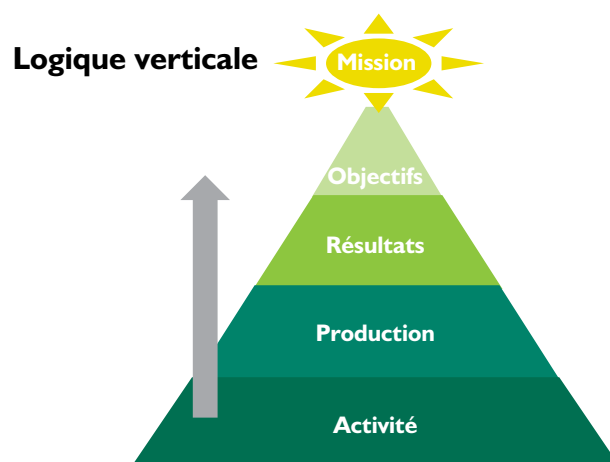 Logique verticale
Mission
Objectifs
Résultats
Production
Activité